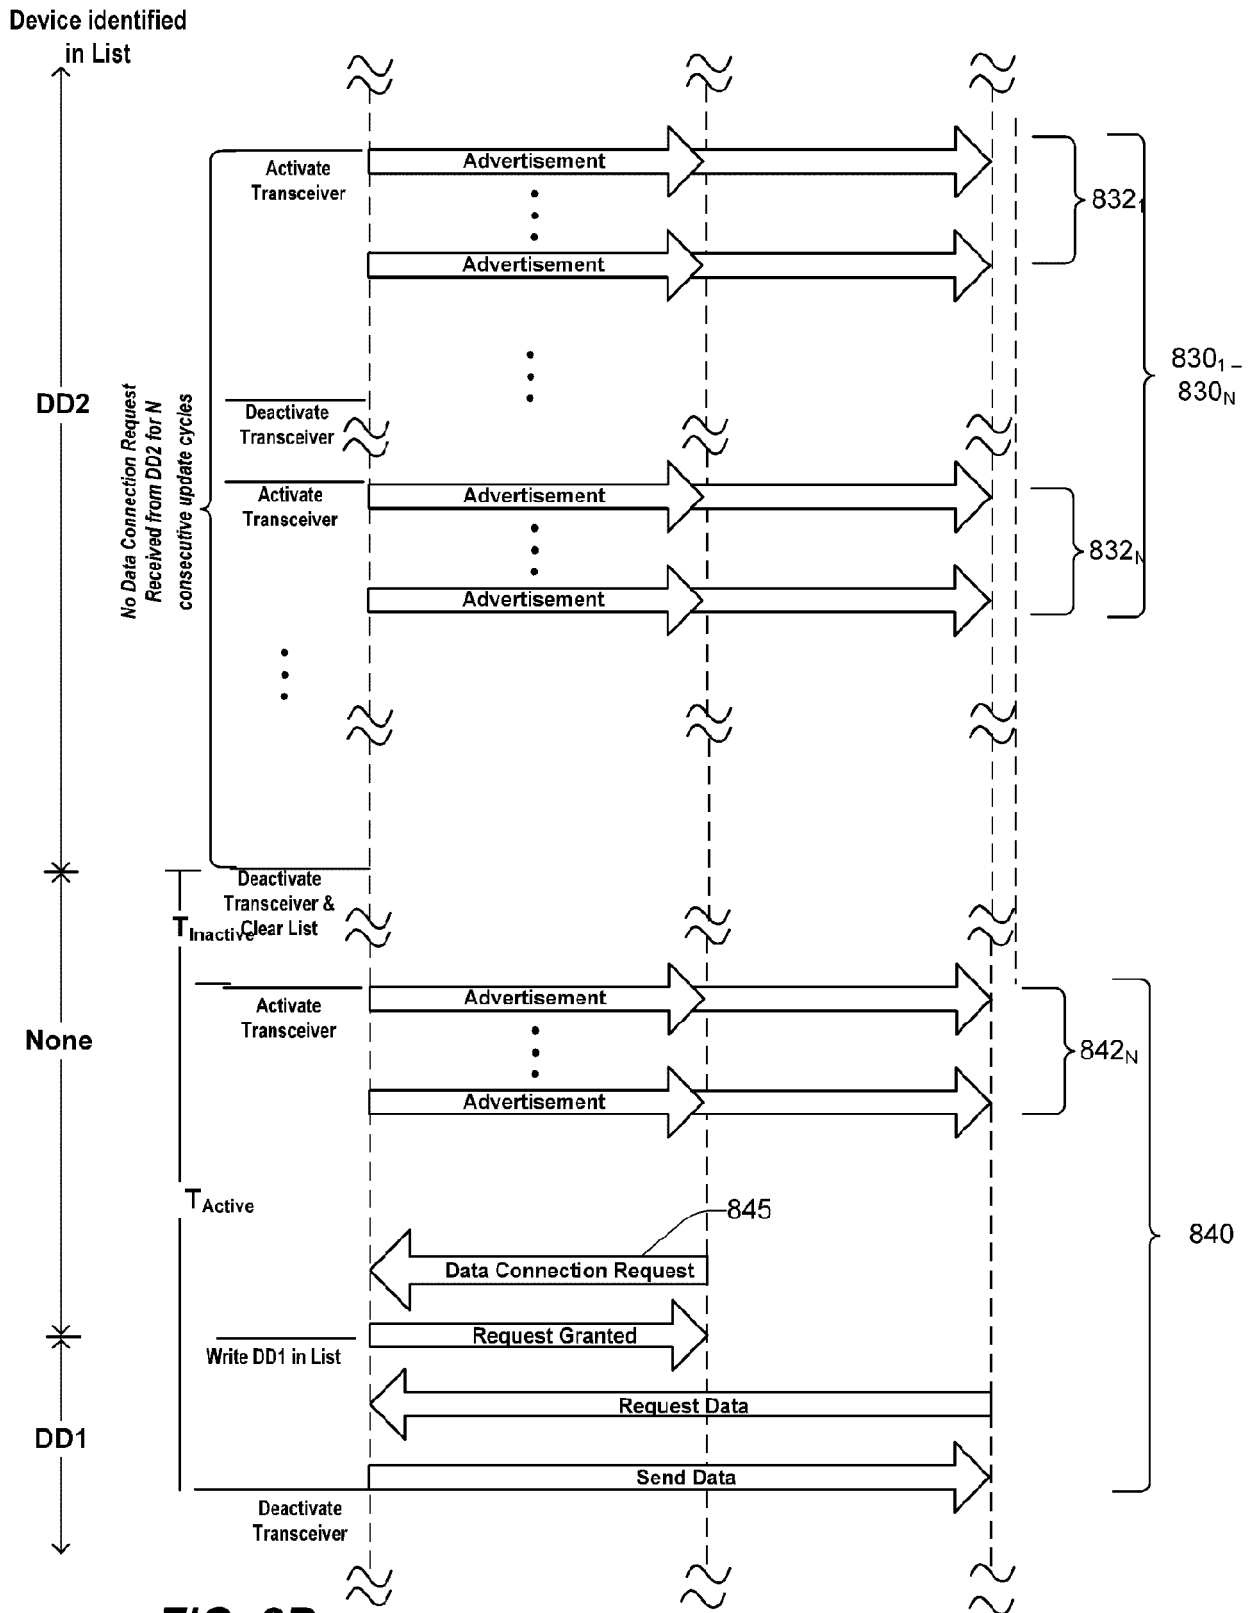 Device identified
in List
Advertisement
Activate
Transceiver
832
Advertisement
830₁ –
830N
DD2
No Data Connection Request
Received from DD2 for N
consecutive update cycles
Deactivate
Transceiver
Activate
Transceiver
Advertisement
832N
Advertisement
Deactivate
Transceiver &
Clear List
TInactive
Activate
Transceiver
Advertisement
None
842N
Advertisement
TActive
845
840
Data Connection Request
Request Granted
Write DD1 in List
Request Data
DD1
Send Data
Deactivate
Transceiver